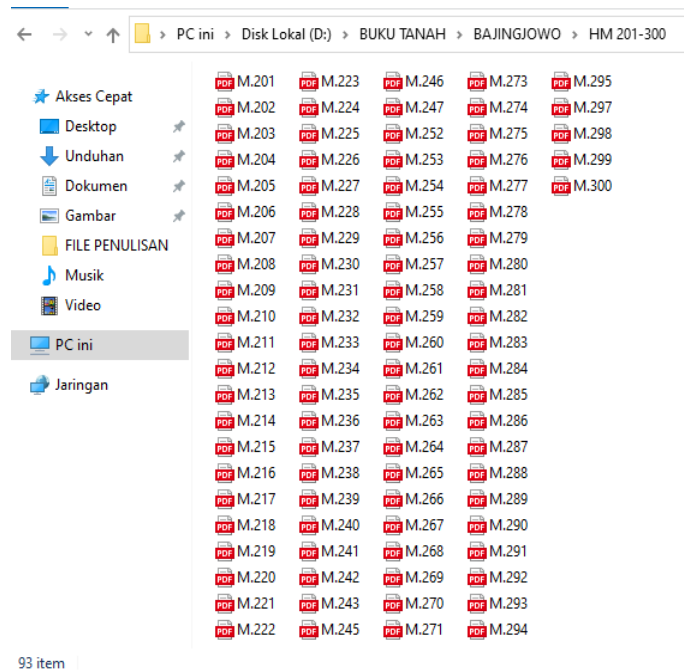 PC ini > Disk Lokal (D:) > BUKU TANAH > BAJINGJOWO > HM 201-300
Akses Cepat
Desktop
Unduhan
Dokumen
Gambar
FILE PENULISAN
Musik
Video
PC ini
Jaringan
M.201 M.223 M.246 M.273 M.295
M.202 M.224 M.247 M.274 M.297
M.203 M.225 M.252 M.275 M.298
M.204 M.226 M.253 M.276 M.299
M.205 M.227 M.254 M.277 M.300
M.206 M.228 M.255 M.278
M.207 M.229 M.256 M.279
M.208 M.230 M.257 M.280
M.209 M.231 M.258 M.281
M.210 M.232 M.259 M.282
M.211 M.233 M.260 M.283
M.212 M.234 M.261 M.284
M.213 M.235 M.262 M.285
M.214 M.236 M.263 M.286
M.215 M.237 M.264 M.287
M.216 M.238 M.265 M.288
M.217 M.239 M.266 M.289
M.218 M.240 M.267 M.290
M.219 M.241 M.268 M.291
M.220 M.242 M.269 M.292
M.221 M.243 M.270 M.293
M.222 M.245 M.271 M.294
93 item